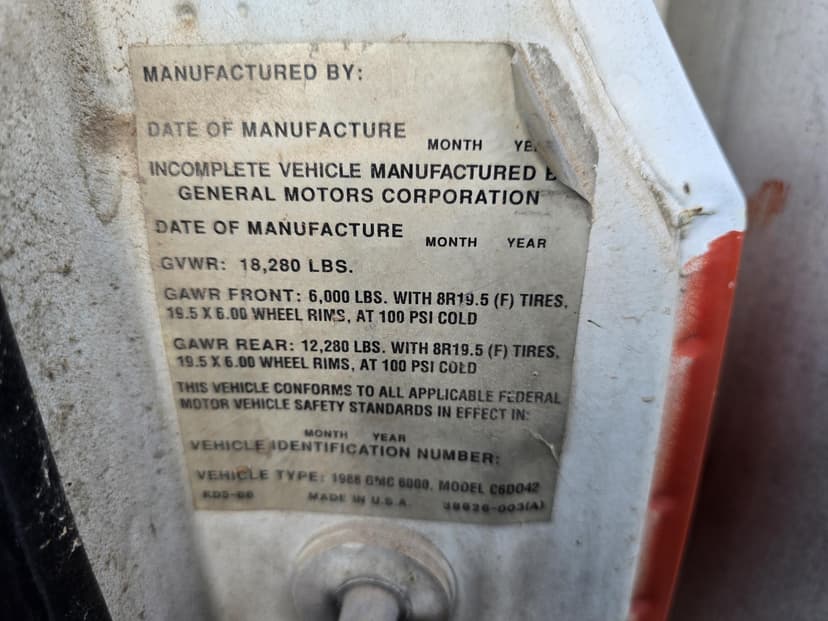 MANUFACTURED BY:
DATE OF MANUFACTURE
MONTH
INCOMPLETE VEHICLE MANUFACTURED
GENERAL MOTORS CORPORATION
DATE OF MANUFACTURE
MONTH YEAR
GVWR: 18,280 LBS.
GAWR FRONT: 6,000 LBS. WITH 8R19.5 (F) TIRES,
19.5 X 6.00 WHEEL RIMS, AT 100 PSI COLD
GAWR REAR: 12,280 LBS. WITH 8R19.5 (F) TIRES,
19.5 X 6.00 WHEEL RIMS, AT 100 PSI COLD
THIS VEHICLE CONFORMS TO ALL APPLICABLE FEDERAL
MOTOR VEHICLE SAFETY STANDARDS IN EFFECT IN:
MONTH YEAR
VEHICLE IDENTIFICATION NUMBER:
VEHICLE TYPE: 1988 GMC 6000, MODEL C6D042
MADE IN U.S.A.